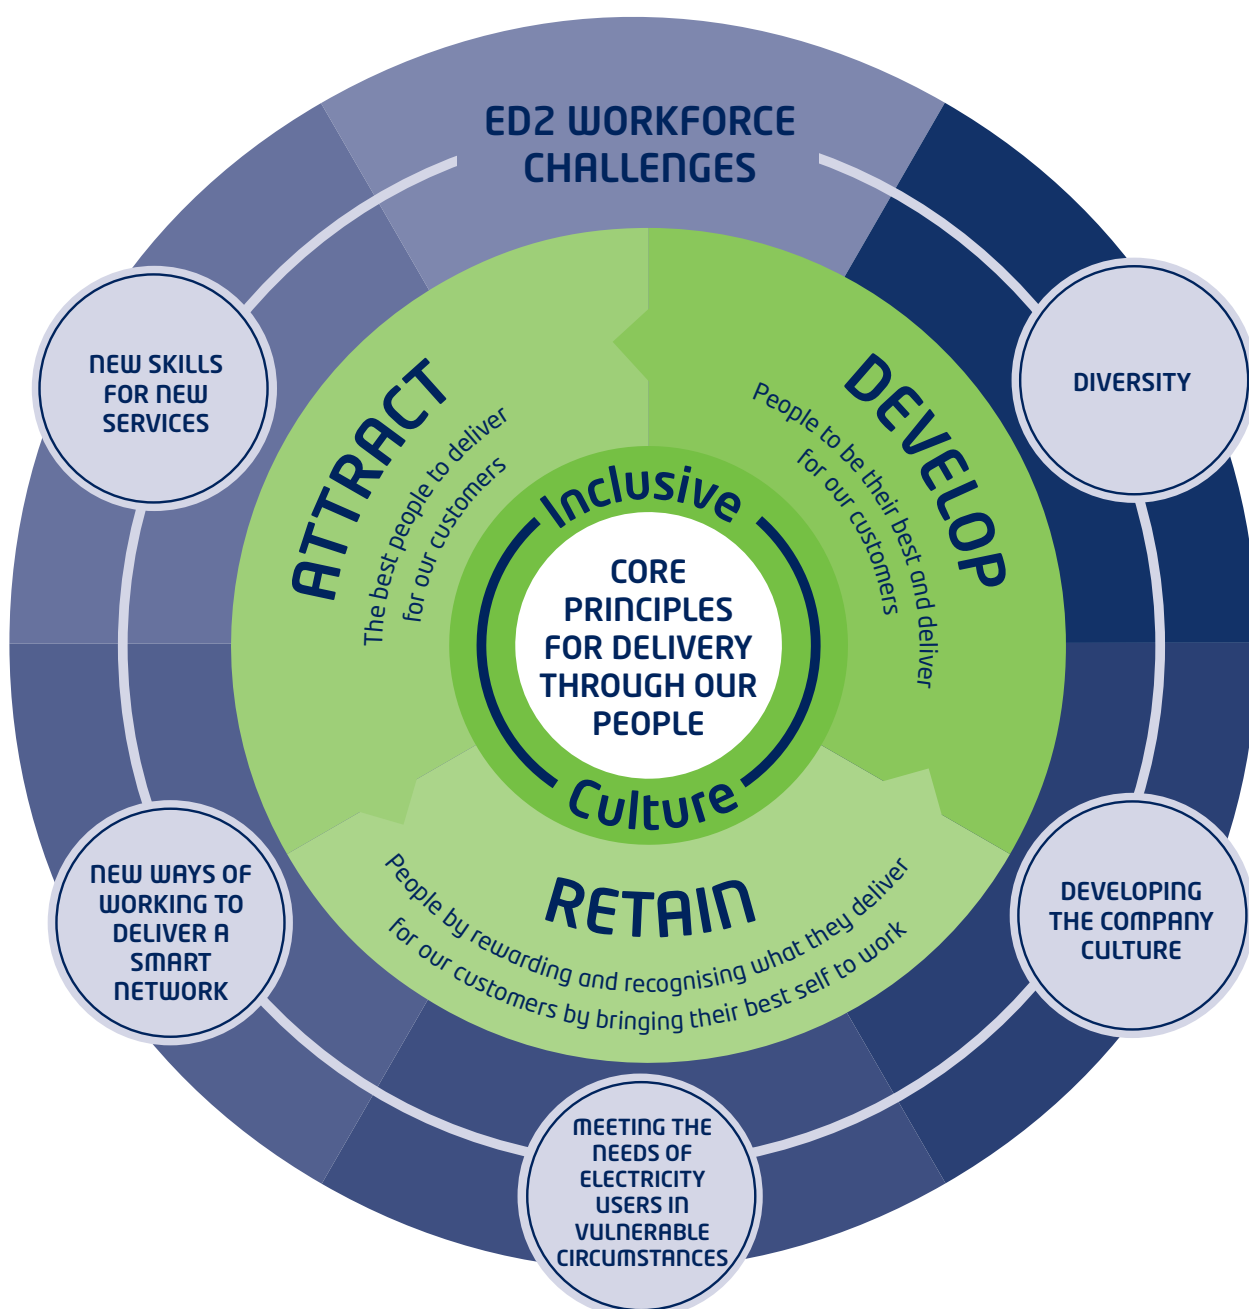 ED2 WORKFORCE
CHALLENGES
DIVERSITY
DEVELOPING
THE COMPANY
CULTURE
MEETING THE
NEEDS OF
ELECTRICITY
USERS IN
VULNERABLE
CIRCUMSTANCES
NEW WAYS OF
WORKING TO
DELIVER A
SMART
NETWORK
NEW SKILLS
FOR NEW
SERVICES
ATTRACT
The best people to deliver
for our customers
DEVELOP
People to be their best and deliver
for our customers
RETAIN
People by rewarding and recognising what they deliver
for our customers by bringing their best self to work
Inclusive
Culture
CORE
PRINCIPLES
FOR DELIVERY
THROUGH OUR
PEOPLE